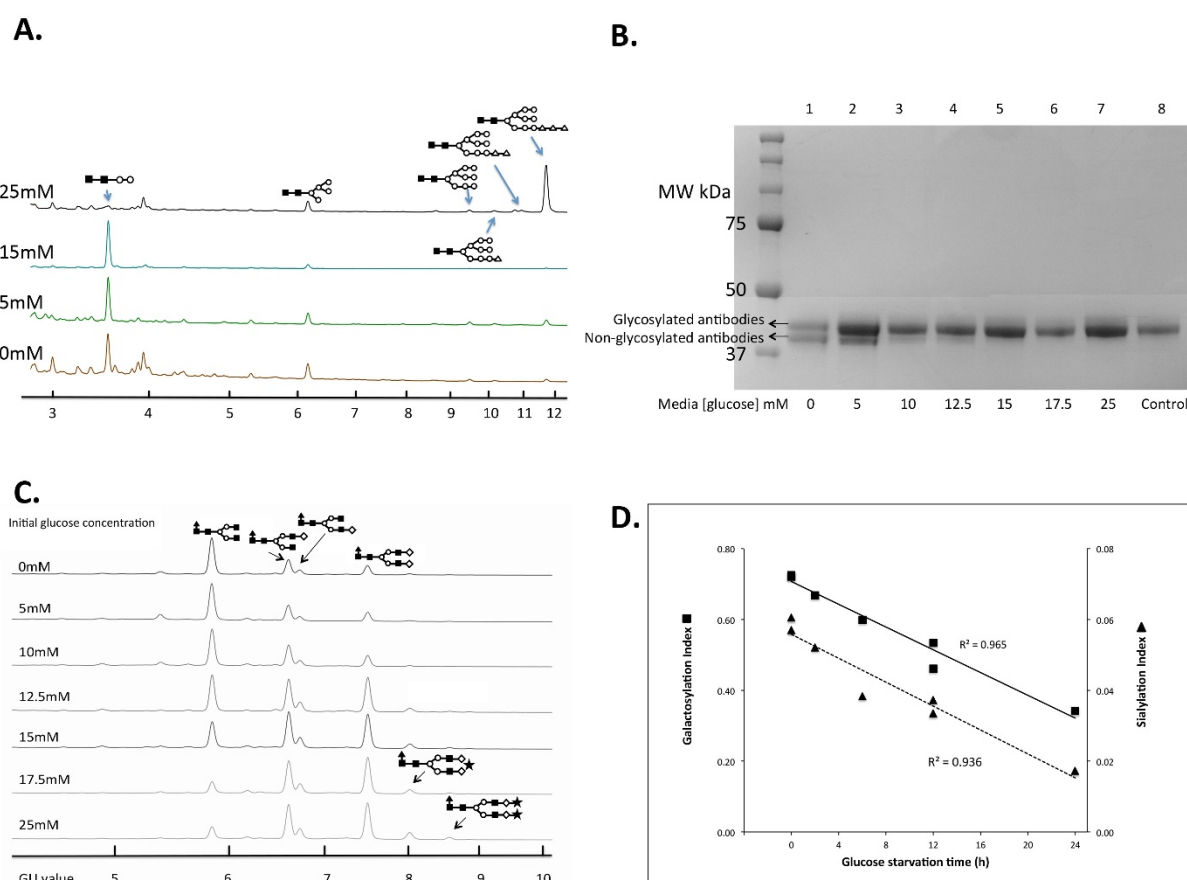 A.
25mM
15mM
5mM
0mM
3 4 5 6 7 8 9 10 11 12
B.
1 2 3 4 5 6 7 8
MW kDa
75
50
Glycosylated antibodies
Non-glycosylated antibodies
37
Media [glucose] mM 0 5 10 12.5 15 17.5 25 Control
C.
Initial glucose concentration
0mM
5mM
10mM
12.5mM
15mM
17.5mM
25mM
5 6 7 8 9 10
GU value
D.
0.80 0.08
0.60 0.06
0.40 0.04
0.20 0.02
0.00 0.00
Galactosylation Index
Sialylation Index
R² = 0.965
R² = 0.936
0 4 8 12 16 20 24
Glucose starvation time (h)